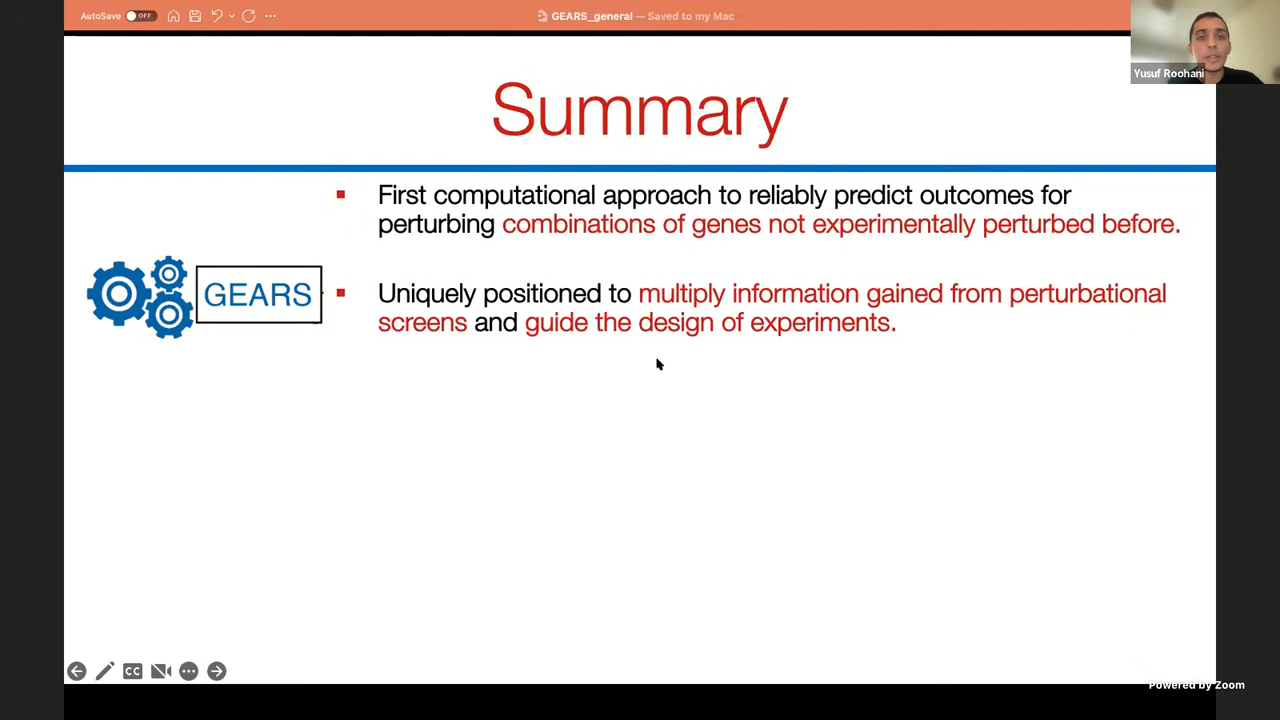 AutoSave OFF
GEARS_general — Saved to my Mac
Yusuf Roohani
Summary
First computational approach to reliably predict outcomes for
perturbing combinations of genes not experimentally perturbed before.
GEARS
Uniquely positioned to multiply information gained from perturbational
screens and guide the design of experiments.
CC
Powered by Zoom